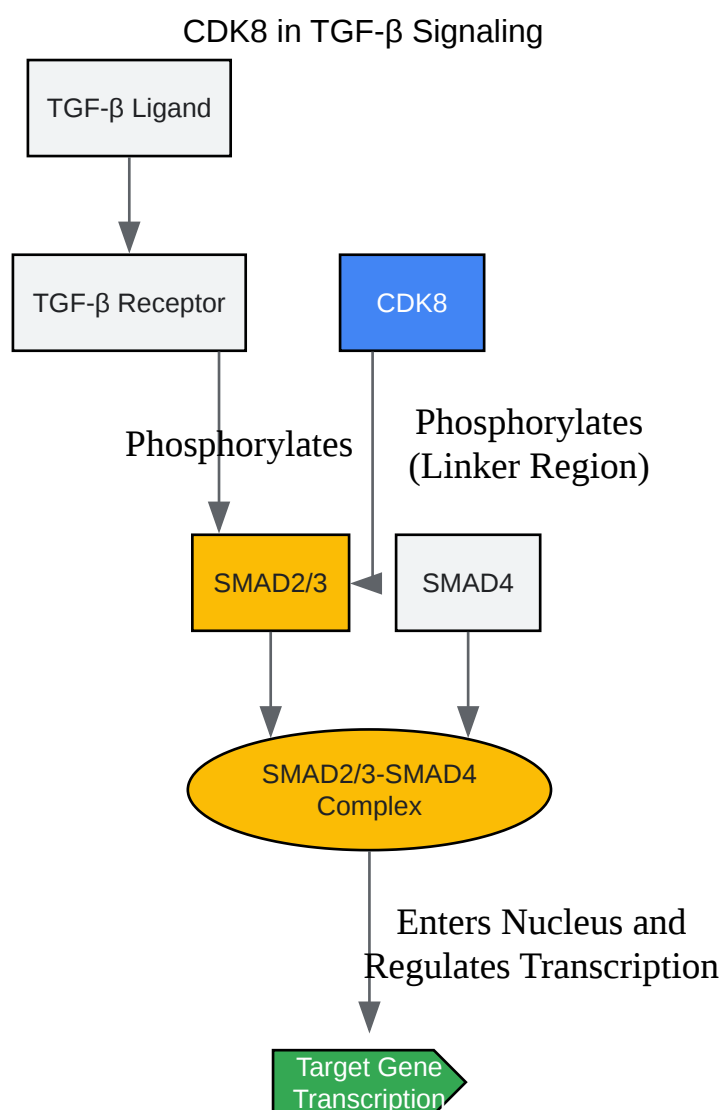 CDK8 in TGF-β Signaling
TGF-β Ligand
TGF-β Receptor
CDK8
Phosphorylates
Phosphorylates
(Linker Region)
SMAD2/3
SMAD4
SMAD2/3-SMAD4
Complex
Enters Nucleus and
Regulates Transcription
Target Gene
Transcription